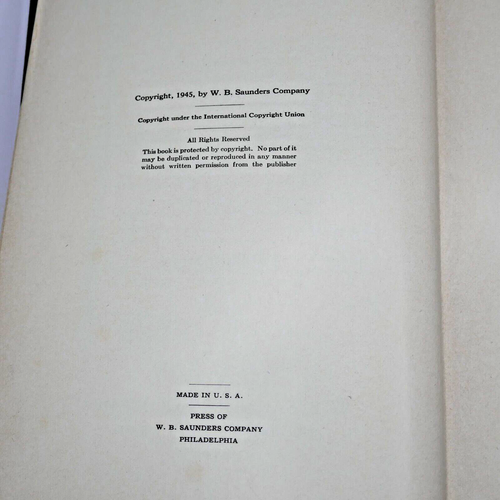 Copyright, 1945, by W. B. Saunders Company
Copyright under the International Copyright Union
All Rights Reserved
This book is protected by copyright. No part of it
may be duplicated or reproduced in any manner
without written permission from the publisher
MADE IN U. S. A.
PRESS OF
W. B. SAUNDERS COMPANY
PHILADELPHIA